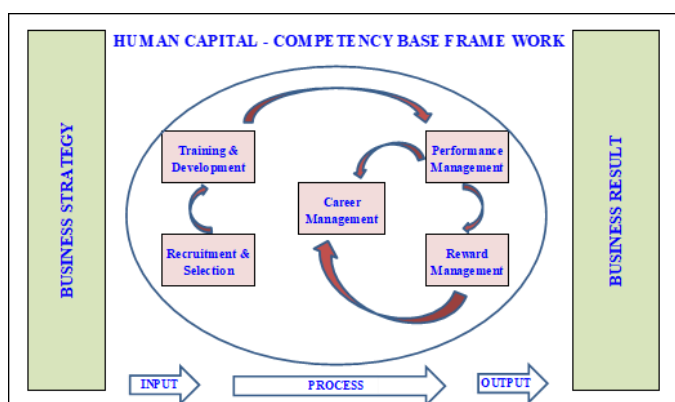 HUMAN CAPITAL - COMPETENCY BASE FRAME WORK
BUSINESS STRATEGY
Training &
Development
Performance
Management
Career
Management
Recruitment &
Selection
Reward
Management
BUSINESS RESULT
INPUT
PROCESS
OUTPUT